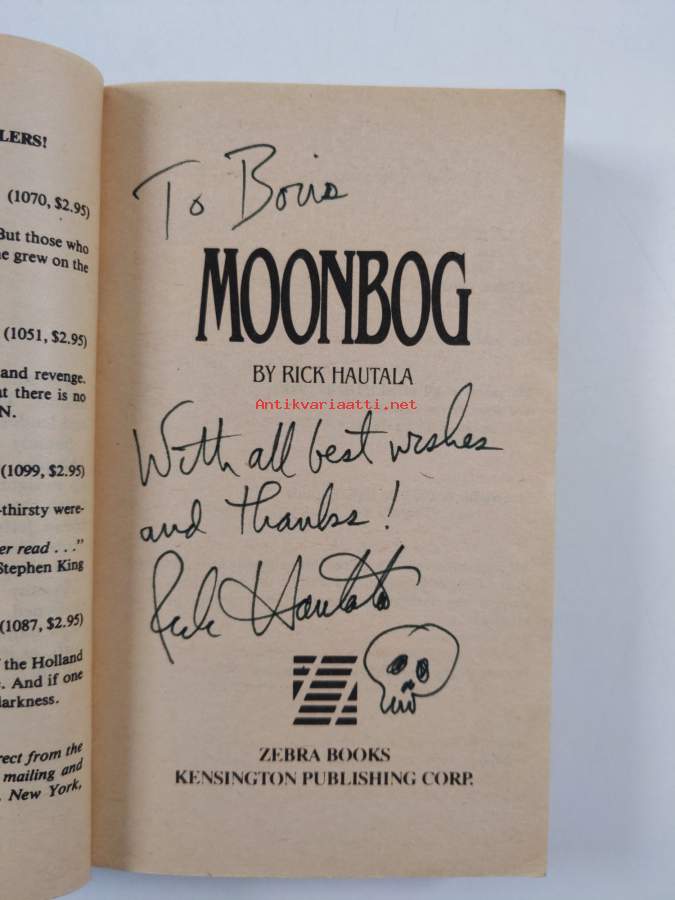 LERS!
(1070, $2.95)
But those who
e grew on the
(1051, $2.95)
and revenge.
t there is no
N.
(1099, $2.95)
-thirsty were-
er read . . .”
Stephen King
(1087, $2.95)
f the Holland
. And if one
darkness.
rect from the
mailing and
New York,
To Boris
MOONBOG
BY RICK HAUTALA
Antikvariaatti.net
With all best wishes
and thanks!
Rick Hautala
ZEBRA BOOKS
KENSINGTON PUBLISHING CORP.